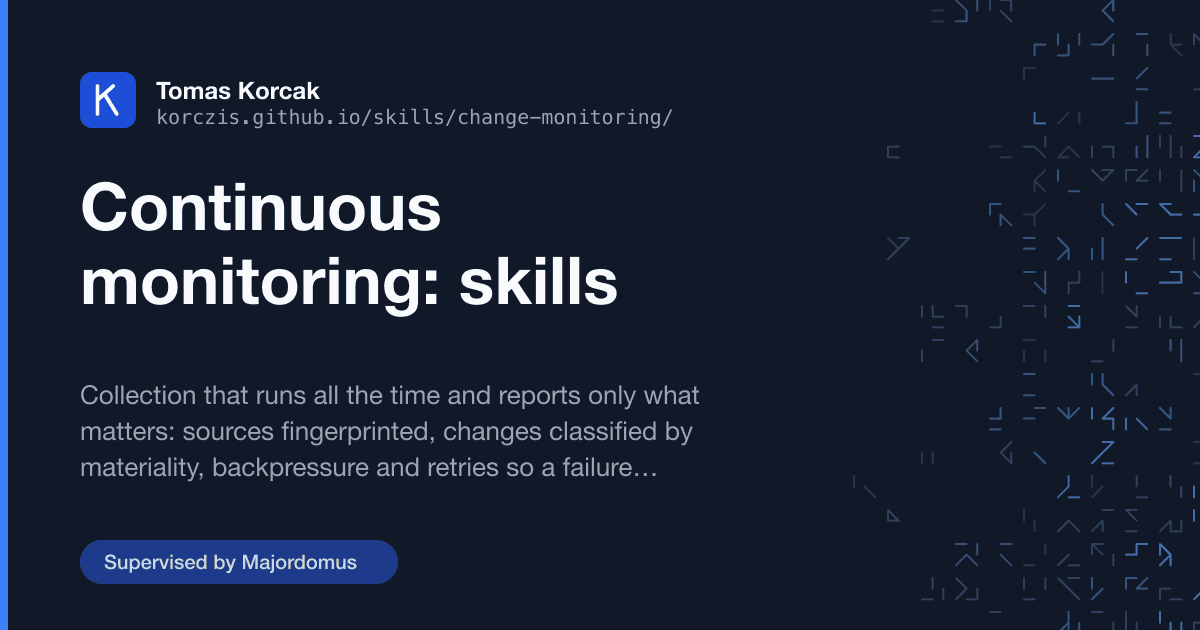 K
Tomas Korcak
korczis.github.io/skills/change-monitoring/
Continuous
monitoring: skills
Collection that runs all the time and reports only what
matters: sources fingerprinted, changes classified by
materiality, backpressure and retries so a failure…
Supervised by Majordomus